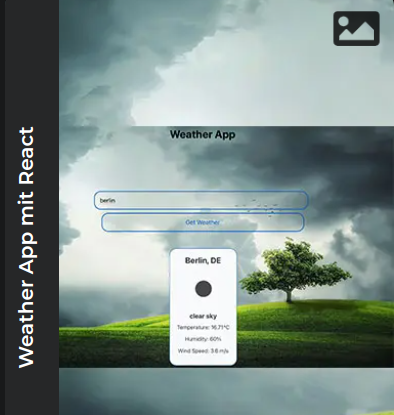 Weather App mit React
Weather App
berlin
Get Weather
Berlin, DE
clear sky
Temperature: 16.71°C
Humidity: 60%
Wind Speed: 3.6 m/s